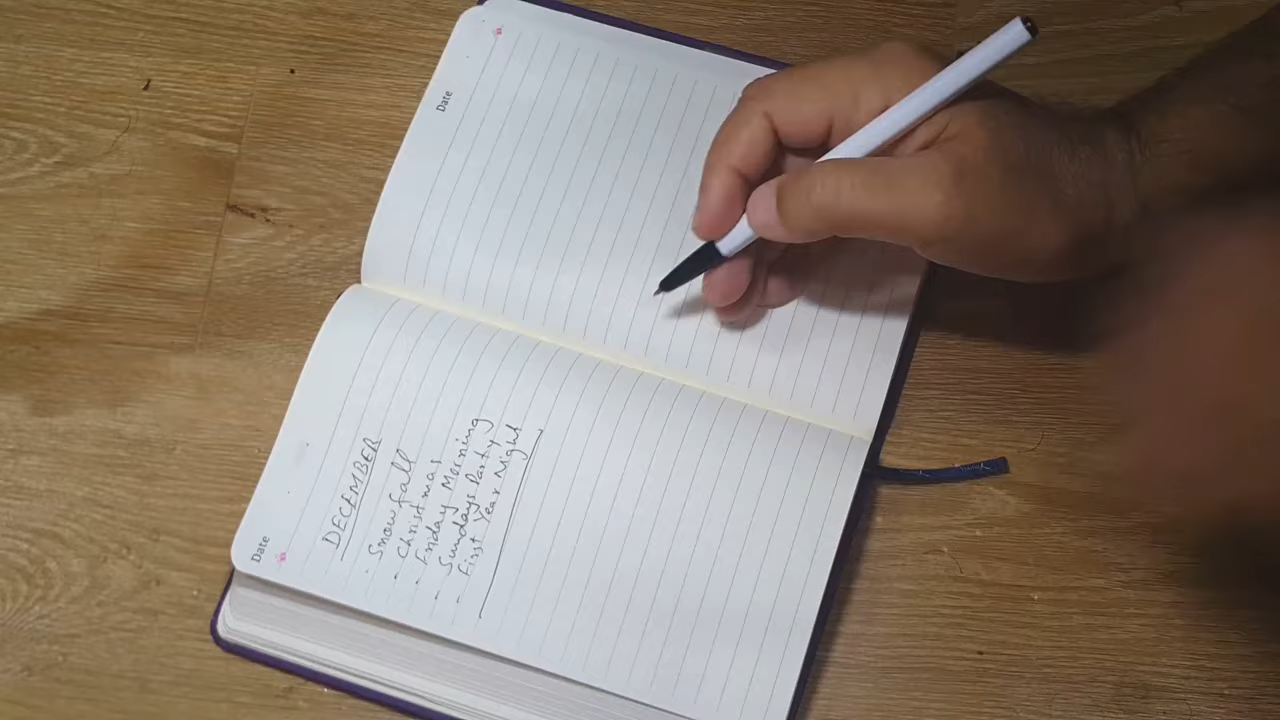 Date
Date
DECEMBER
- Snowfall
- Christmas
- Friday Morning
- Sundays Party
- First Year Night